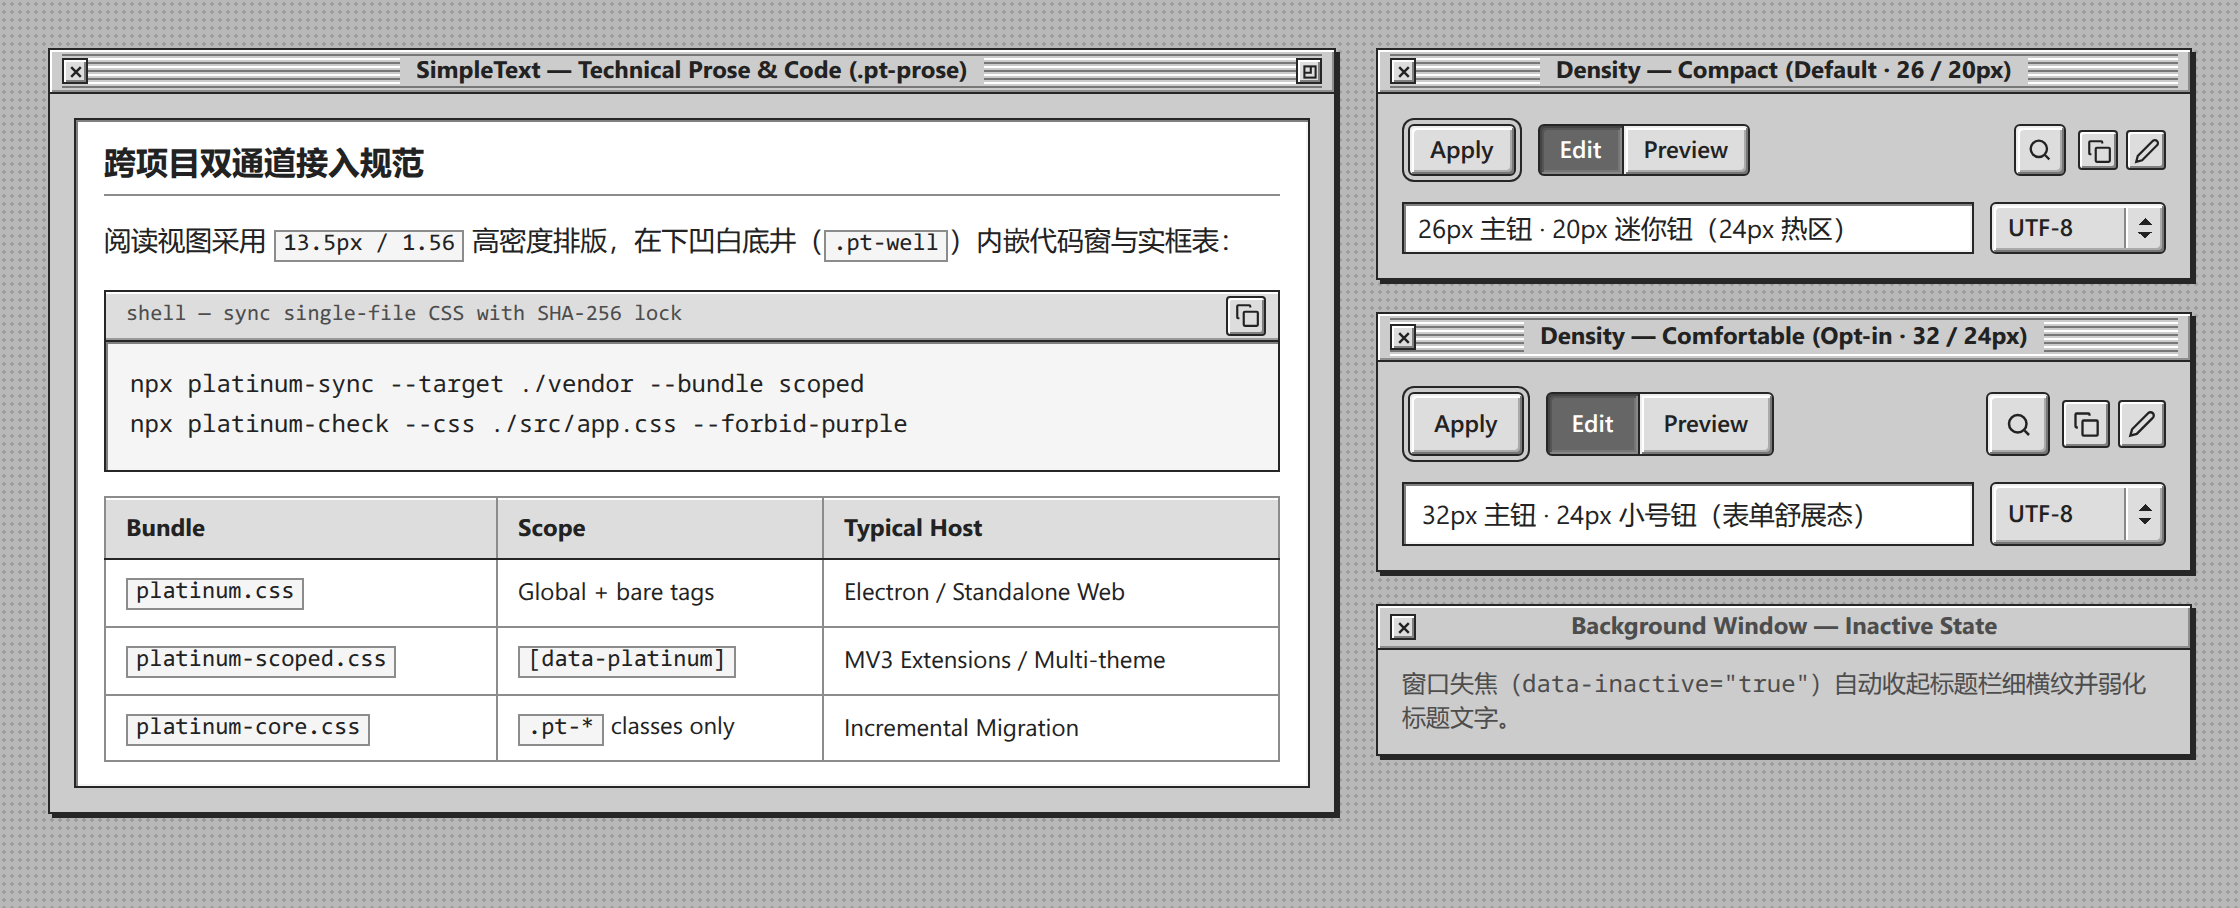 SimpleText — Technical Prose & Code (.pt-prose)
跨项目双通道接入规范
阅读视图采用 13.5px / 1.56 高密度排版，在下凹白底井（.pt-well）内嵌代码窗与实框表：
shell — sync single-file CSS with SHA-256 lock
npx platinum-sync --target ./vendor --bundle scoped
npx platinum-check --css ./src/app.css --forbid-purple
Bundle Scope Typical Host
platinum.css Global + bare tags Electron / Standalone Web
platinum-scoped.css [data-platinum] MV3 Extensions / Multi-theme
platinum-core.css .pt-* classes only Incremental Migration
Density — Compact (Default · 26 / 20px)
Apply Edit Preview
26px 主钮 · 20px 迷你钮（24px 热区） UTF-8
Density — Comfortable (Opt-in · 32 / 24px)
Apply Edit Preview
32px 主钮 · 24px 小号钮（表单舒展态） UTF-8
Background Window — Inactive State
窗口失焦（data-inactive="true"）自动收起标题栏细横纹并弱化
标题文字。